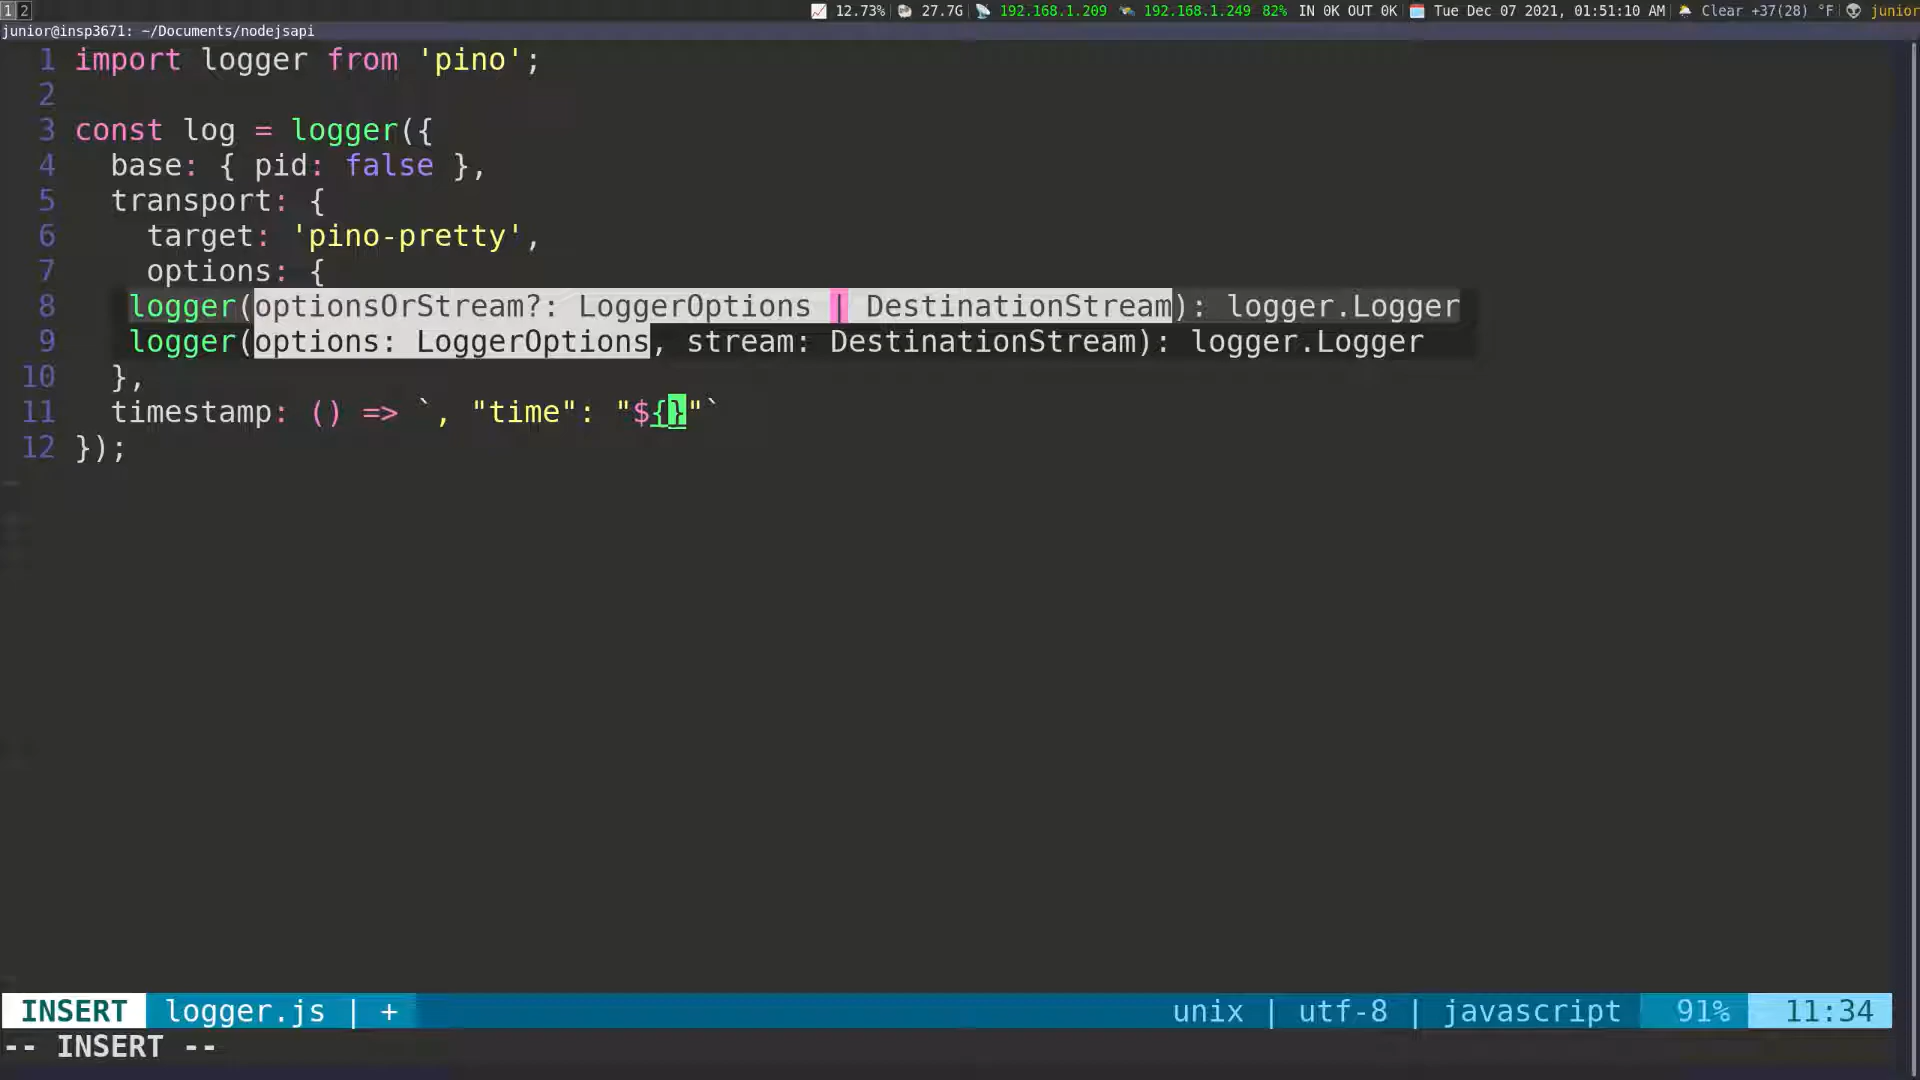 1 2 12.73% 27.7G 192.168.1.209 192.168.1.249 82% IN 0K OUT 0K Tue Dec 07 2021, 01:51:10 AM Clear +37(28) °F junior
junior@insp3671: ~/Documents/nodejsapi
1 import logger from 'pino';
2
3 const log = logger({
4   base: { pid: false },
5   transport: {
6     target: 'pino-pretty',
7     options: {
8    logger(optionsOrStream?: LoggerOptions | DestinationStream): logger.Logger
9    logger(options: LoggerOptions, stream: DestinationStream): logger.Logger
10   },
11   timestamp: () => `, "time": "${}"`
12 });
INSERT logger.js | + unix | utf-8 | javascript 91% 11:34
-- INSERT --